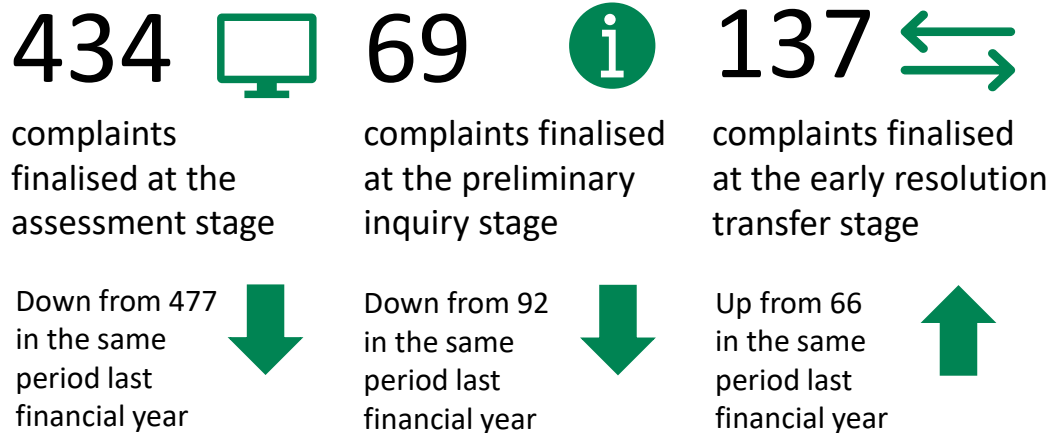 434
complaints
finalised at the
assessment stage
Down from 477
in the same
period last
financial year
69
i
complaints finalised
at the preliminary
inquiry stage
Down from 92
in the same
period last
financial year
137
complaints finalised
at the early resolution
transfer stage
Up from 66
in the same
period last
financial year